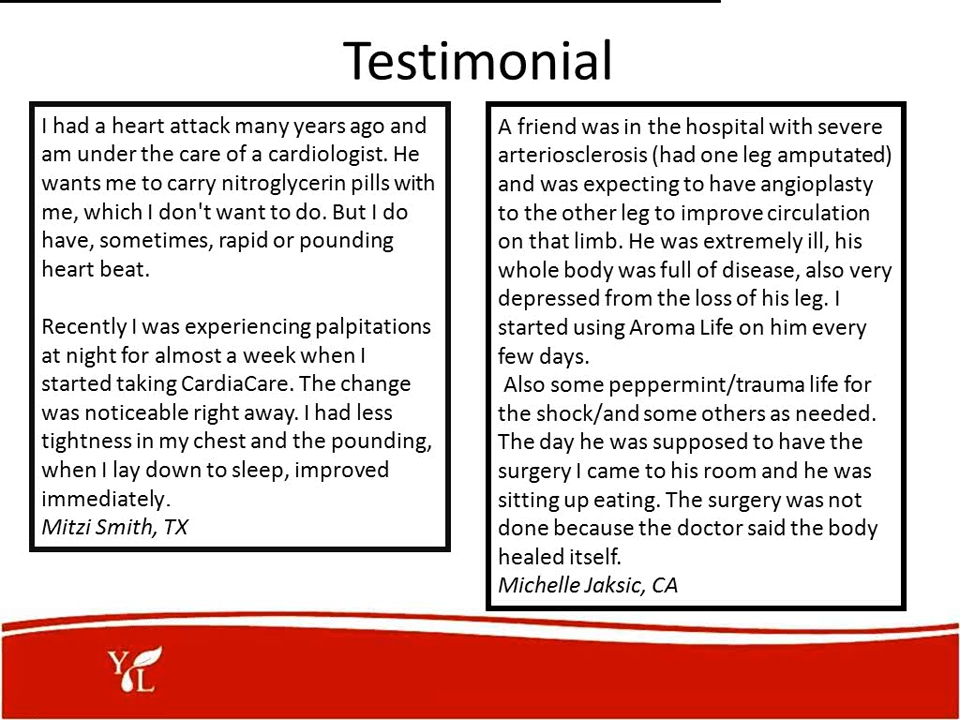 Testimonial
I had a heart attack many years ago and
am under the care of a cardiologist. He
wants me to carry nitroglycerin pills with
me, which I don't want to do. But I do
have, sometimes, rapid or pounding
heart beat.
Recently I was experiencing palpitations
at night for almost a week when I
started taking CardiaCare. The change
was noticeable right away. I had less
tightness in my chest and the pounding,
when I lay down to sleep, improved
immediately.
Mitzi Smith, TX
A friend was in the hospital with severe
arteriosclerosis (had one leg amputated)
and was expecting to have angioplasty
to the other leg to improve circulation
on that limb. He was extremely ill, his
whole body was full of disease, also very
depressed from the loss of his leg. I
started using Aroma Life on him every
few days.
Also some peppermint/trauma life for
the shock/and some others as needed.
The day he was supposed to have the
surgery I came to his room and he was
sitting up eating. The surgery was not
done because the doctor said the body
healed itself.
Michelle Jaksic, CA
YL